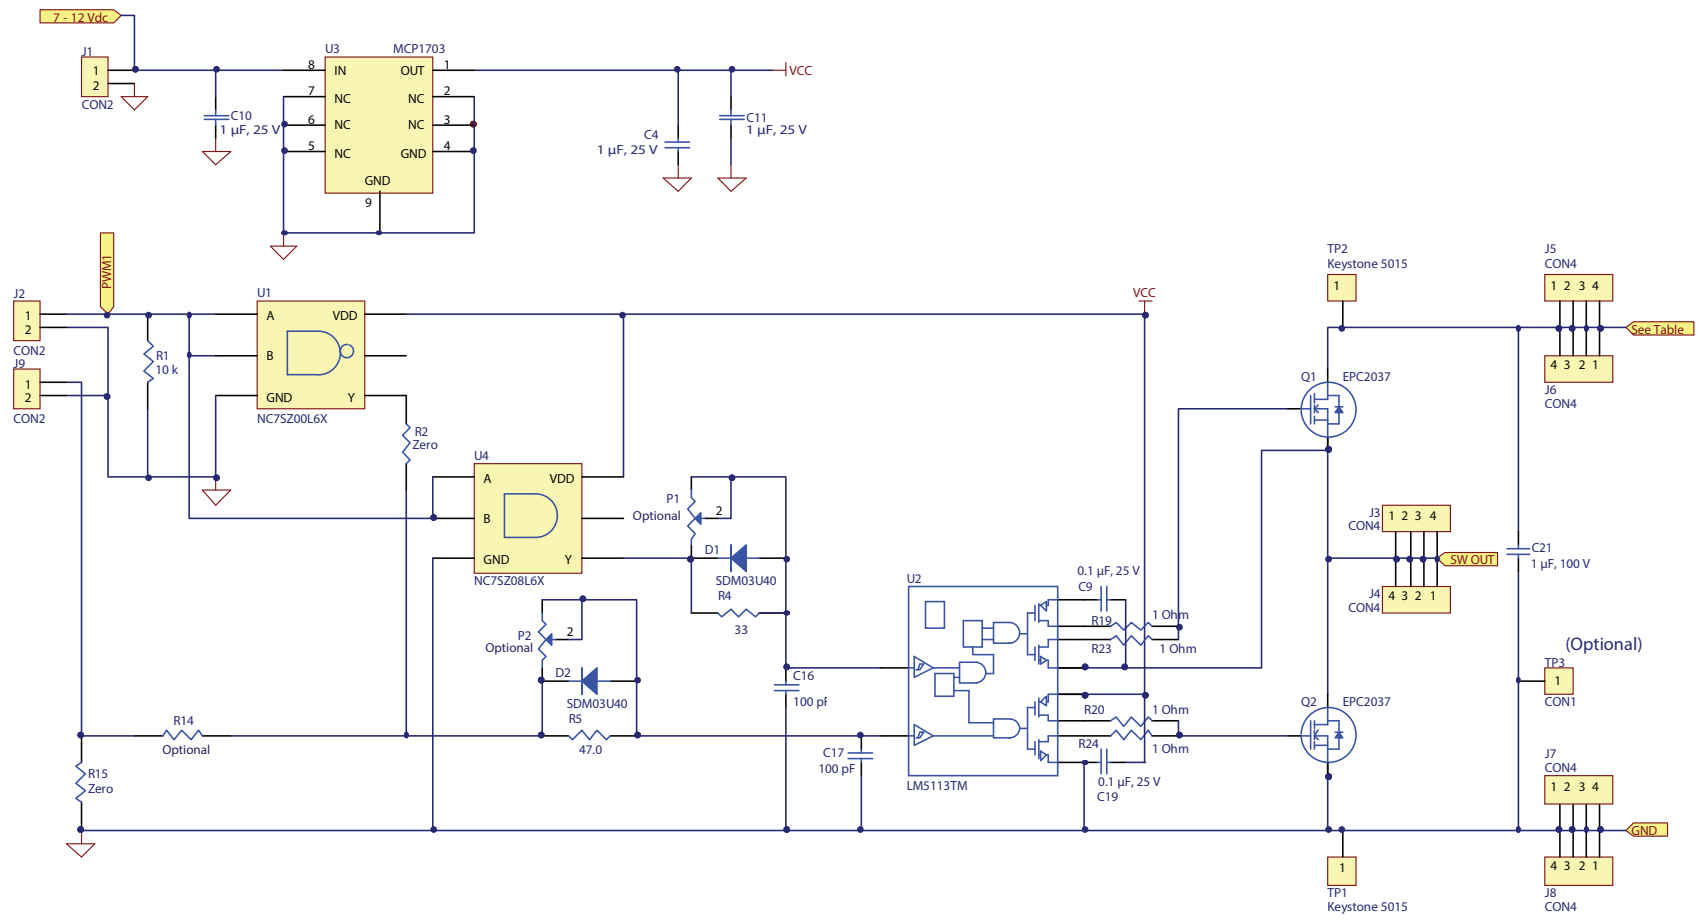 7 - 12 Vdc
J1
1
2
CON2
U3
MCP1703
8
IN
OUT
1
7
NC
NC
2
6
NC
NC
3
5
NC
GND
4
GND
9
C10
1 µF, 25 V
C4
1 µF, 25 V
C11
1 µF, 25 V
VCC
PWM1
J2
1
2
CON2
J9
1
2
CON2
R1
10 k
U1
A
VDD
B
GND
Y
NC7SZ00L6X
R2
Zero
U4
A
VDD
B
GND
Y
NC7SZ08L6X
P1
Optional
2
D1
SDM03U40
R4
33
P2
Optional
2
D2
SDM03U40
R5
47.0
R14
Optional
R15
Zero
C16
100 pF
C17
100 pF
U2
LM5113TM
VCC
0.1 µF, 25 V
C9
R19
1 Ohm
R23
1 Ohm
R20
1 Ohm
R24
1 Ohm
0.1 µF, 25 V
C19
TP2
Keystone 5015
1
Q1
EPC2037
Q2
EPC2037
J5
CON4
1 2 3 4
See Table
4 3 2 1
J6
CON4
J3
CON4
1 2 3 4
SW OUT
J4
CON4
4 3 2 1
C21
1 µF, 100 V
(Optional)
TP3
1
CON1
J7
CON4
1 2 3 4
GND
4 3 2 1
J8
CON4
1
TP1
Keystone 5015